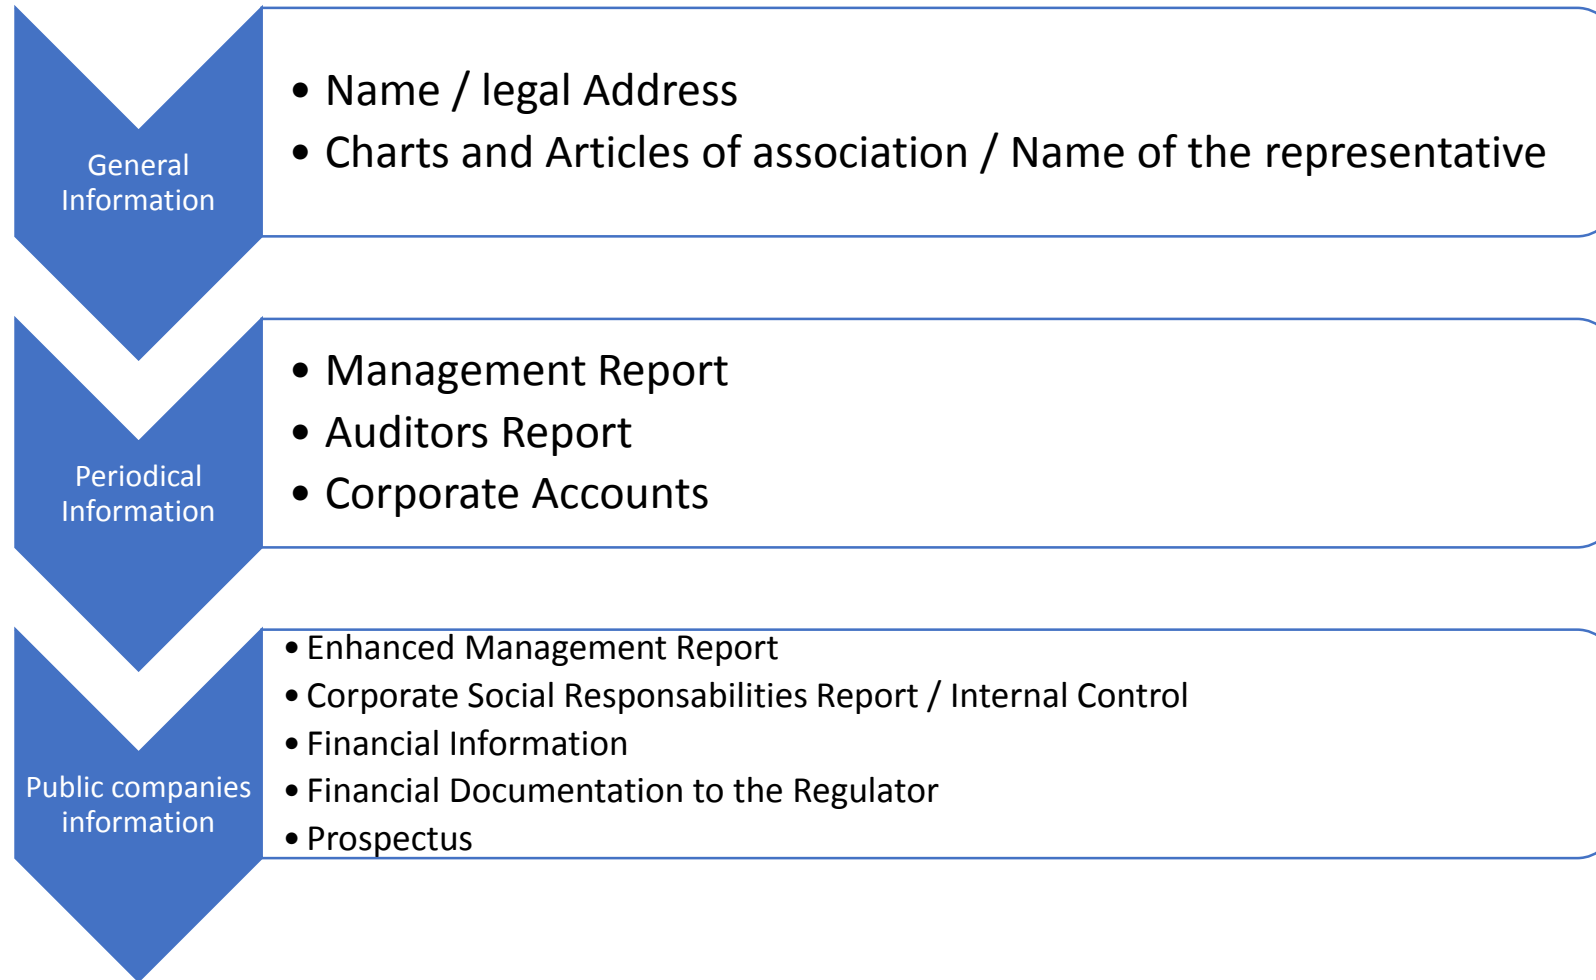 General
Information
• Name / legal Address
• Charts and Articles of association / Name of the representative
Periodical
Information
• Management Report
• Auditors Report
• Corporate Accounts
Public companies
information
• Enhanced Management Report
• Corporate Social Responsabilities Report / Internal Control
• Financial Information
• Financial Documentation to the Regulator
• Prospectus